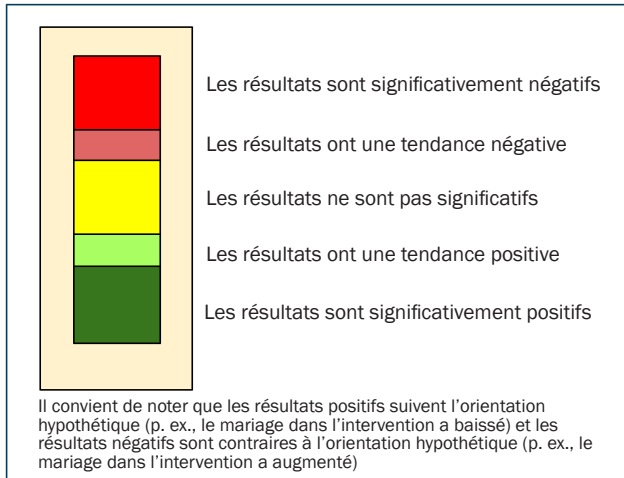 Les résultats sont significativement négatifs
Les résultats ont une tendance négative
Les résultats ne sont pas significatifs
Les résultats ont une tendance positive
Les résultats sont significativement positifs
Il convient de noter que les résultats positifs suivent l'orientation
hypothétique (p. ex., le mariage dans l'intervention a baissé) et les
résultats négatifs sont contraires à l'orientation hypothétique (p. ex., le
mariage dans l'intervention a augmenté)